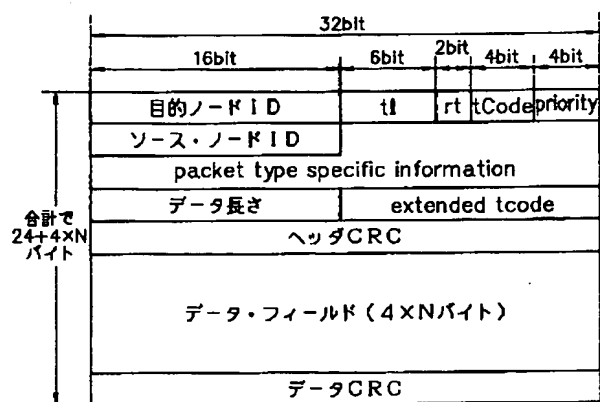 32bit
16bit 6bit 2bit 4bit 4bit
目的ノードID tl rt tCode priority
ソース・ノードID
packet type specific information
データ長さ extended tcode
ヘッダCRC
合計で
24+4×N
バイト
データ・フィールド(4×Nバイト)
データCRC